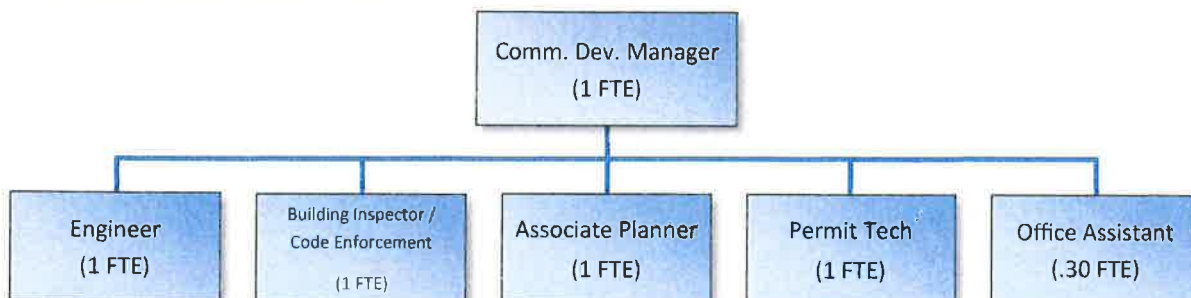 Comm. Dev. Manager
(1 FTE)
Engineer
(1 FTE)
Building Inspector /
Code Enforcement
(1 FTE)
Associate Planner
(1 FTE)
Permit Tech
(1 FTE)
Office Assistant
(.30 FTE)